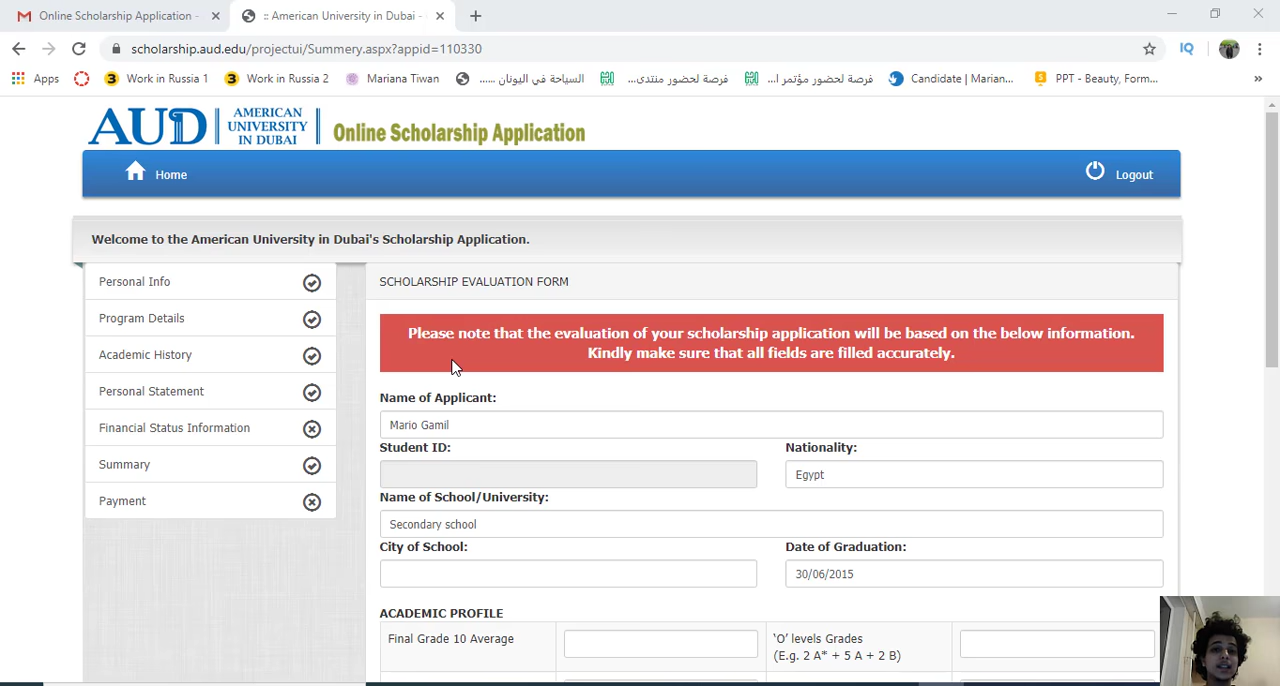 Online Scholarship Application -
:: American University in Dubai -
scholarship.aud.edu/projectui/Summery.aspx?appid=110330
IQ
Apps
3 Work in Russia 1
3 Work in Russia 2
Mariana Tiwan
السياحة في اليونان ......
فرصة لحضور منتدى...
فرصة لحضور مؤتمر ا...
Candidate | Marian...
PPT - Beauty, Form...
»
AUD
AMERICAN
UNIVERSITY
IN DUBAI
Online Scholarship Application
Home
Logout
Welcome to the American University in Dubai's Scholarship Application.
Personal Info
Program Details
Academic History
Personal Statement
Financial Status Information
Summary
Payment
SCHOLARSHIP EVALUATION FORM
Please note that the evaluation of your scholarship application will be based on the below information.
Kindly make sure that all fields are filled accurately.
Name of Applicant:
Mario Gamil
Student ID:
Nationality:
Egypt
Name of School/University:
Secondary school
City of School:
Date of Graduation:
30/06/2015
ACADEMIC PROFILE
Final Grade 10 Average
'O' levels Grades
(E.g. 2 A* + 5 A + 2 B)